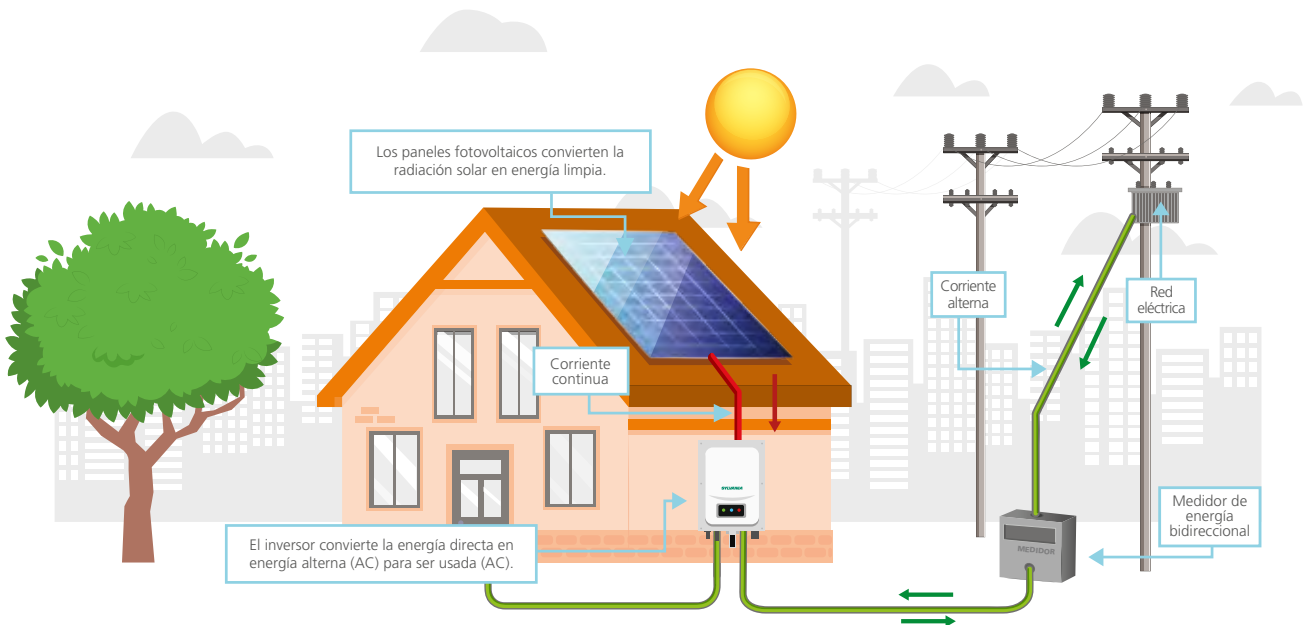 Los paneles fotovoltaicos convierten la
radiación solar en energía limpia.
Corriente
alterna
Red
eléctrica
Corriente
continua
SYLVANIA
El inversor convierte la energía directa en
energía alterna (AC) para ser usada (AC).
Medidor de
energía
bidireccional
MEDIDOR